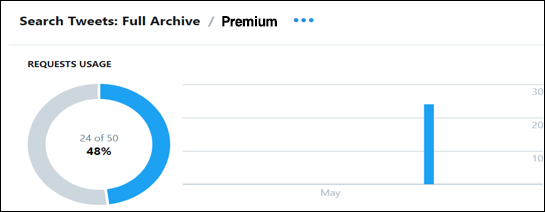 Search Tweets: Full Archive / Premium •••
REQUESTS USAGE
24 of 50
48%
30
20
10
May